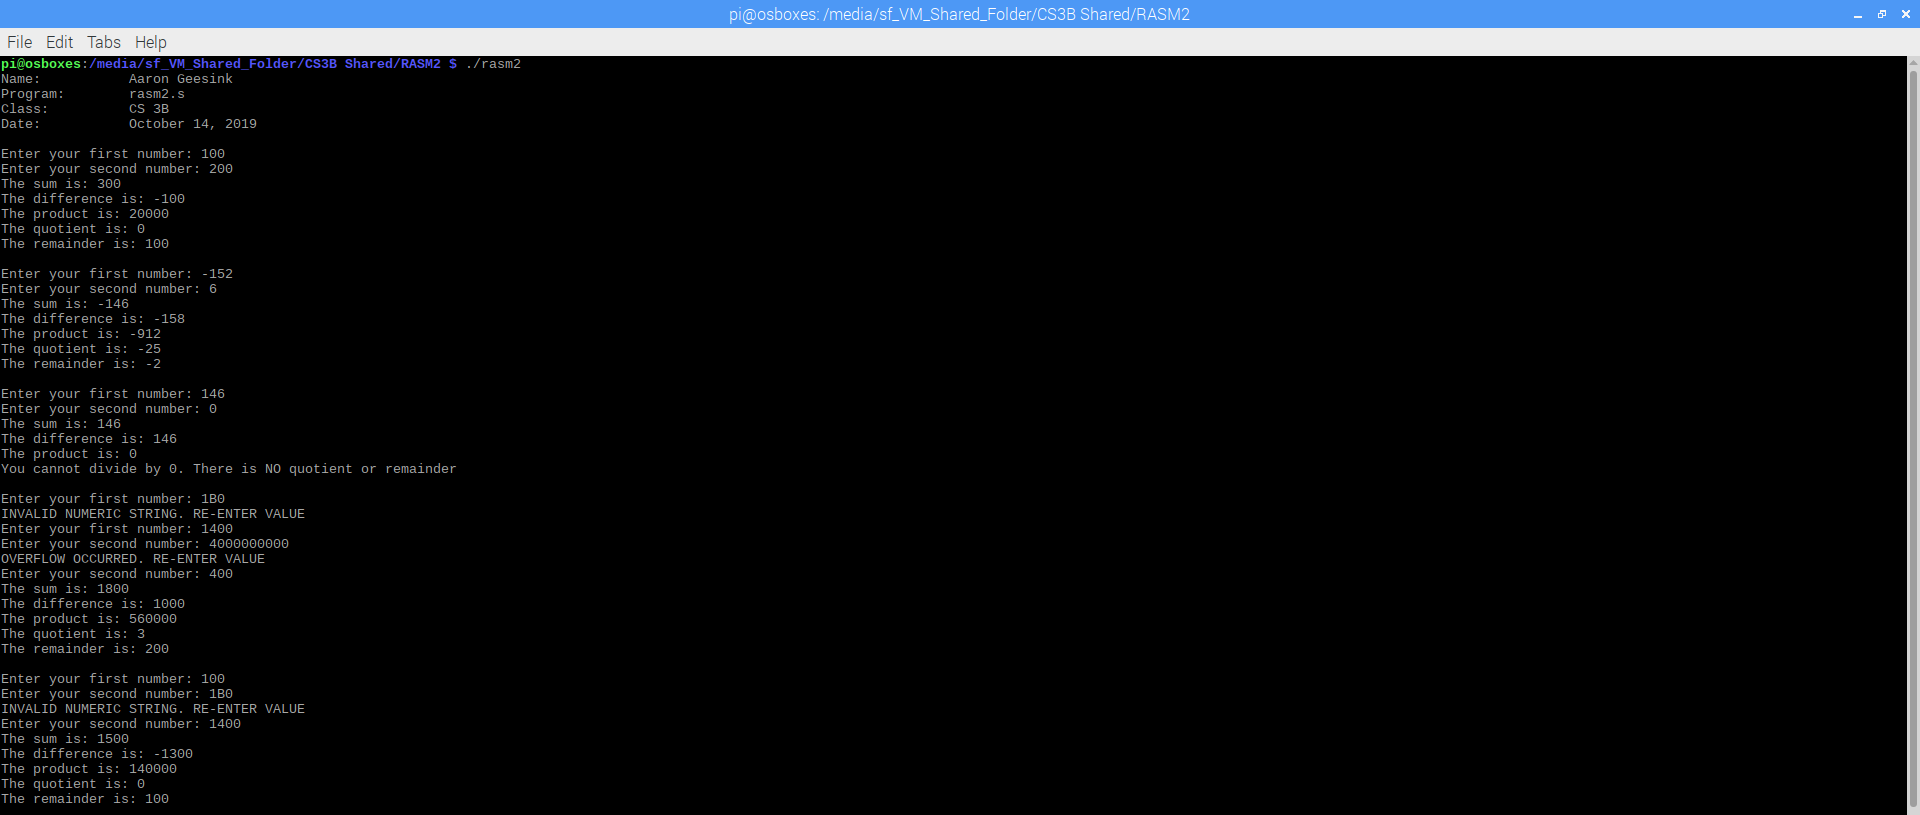 pi@osboxes: /media/sf_VM_Shared_Folder/CS3B Shared/RASM2
File Edit Tabs Help
pi@osboxes:/media/sf_VM_Shared_Folder/CS3B Shared/RASM2 $ ./rasm2
Name:           Aaron Geesink
Program:        rasm2.s
Class:          CS 3B
Date:           October 14, 2019

Enter your first number: 100
Enter your second number: 200
The sum is: 300
The difference is: -100
The product is: 20000
The quotient is: 0
The remainder is: 100

Enter your first number: -152
Enter your second number: 6
The sum is: -146
The difference is: -158
The product is: -912
The quotient is: -25
The remainder is: -2

Enter your first number: 146
Enter your second number: 0
The sum is: 146
The difference is: 146
The product is: 0
You cannot divide by 0. There is NO quotient or remainder

Enter your first number: 1B0
INVALID NUMERIC STRING. RE-ENTER VALUE
Enter your first number: 1400
Enter your second number: 4000000000
OVERFLOW OCCURRED. RE-ENTER VALUE
Enter your second number: 400
The sum is: 1800
The difference is: 1000
The product is: 560000
The quotient is: 3
The remainder is: 200

Enter your first number: 100
Enter your second number: 1B0
INVALID NUMERIC STRING. RE-ENTER VALUE
Enter your second number: 1400
The sum is: 1500
The difference is: -1300
The product is: 140000
The quotient is: 0
The remainder is: 100